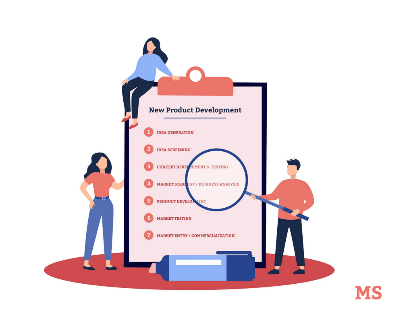 New Product Development
1 IDEA GENERATION
2 IDEA SCREENING
3 CONCEPT DEVELOPMENT & TESTING
4 MARKET STRATEGY / BUSINESS ANALYSIS
5 PRODUCT DEVELOPMENT
6 MARKET TESTING
7 MARKET ENTRY / COMMERCIALIZATION
MS